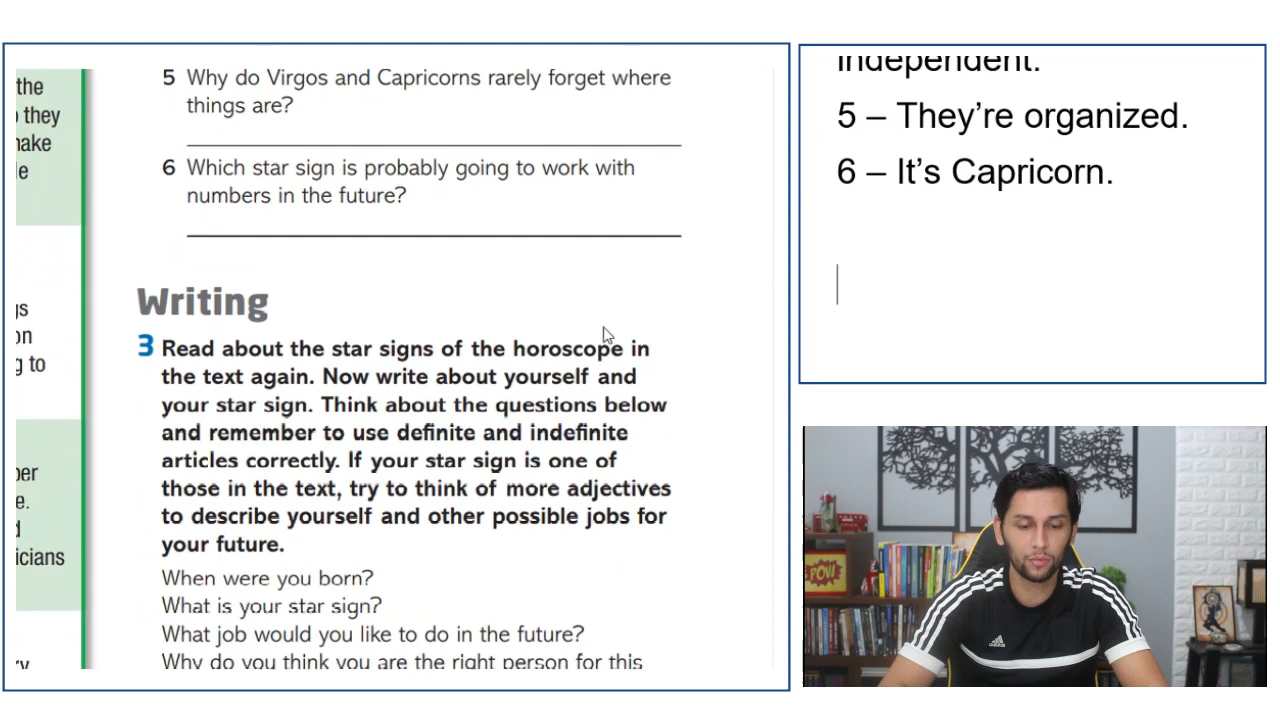 the
they
make
le
gs
on
g to
per
e.
d
icians
ry
5 Why do Virgos and Capricorns rarely forget where
things are?
6 Which star sign is probably going to work with
numbers in the future?
Writing
3 Read about the star signs of the horoscope in
the text again. Now write about yourself and
your star sign. Think about the questions below
and remember to use definite and indefinite
articles correctly. If your star sign is one of
those in the text, try to think of more adjectives
to describe yourself and other possible jobs for
your future.
When were you born?
What is your star sign?
What job would you like to do in the future?
Why do you think you are the right person for this
independent.
5 – They’re organized.
6 – It’s Capricorn.
POW!
adidas